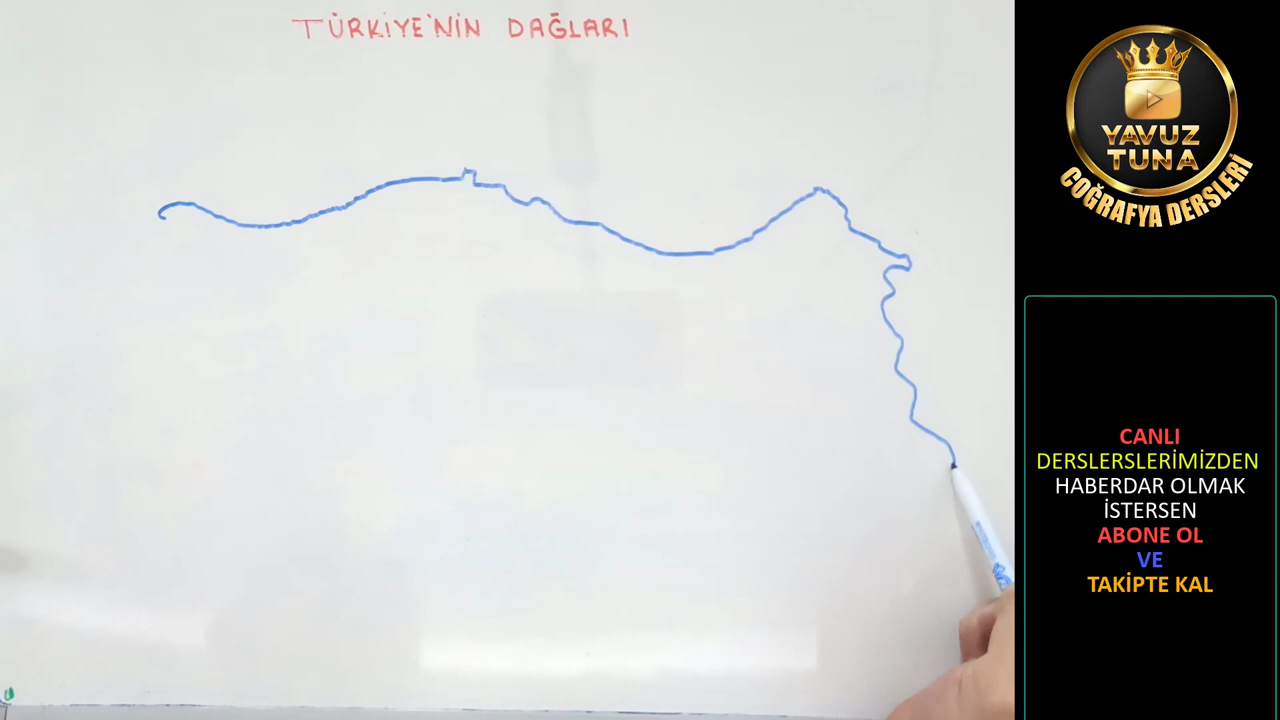 TÜRKİYE'NİN DAĞLARI
YAVUZ
TUNA
COĞRAFYA DERSLERİ
CANLI
DERSLERSLERİMİZDEN
HABERDAR OLMAK
İSTERSEN
ABONE OL
VE
TAKİPTE KAL